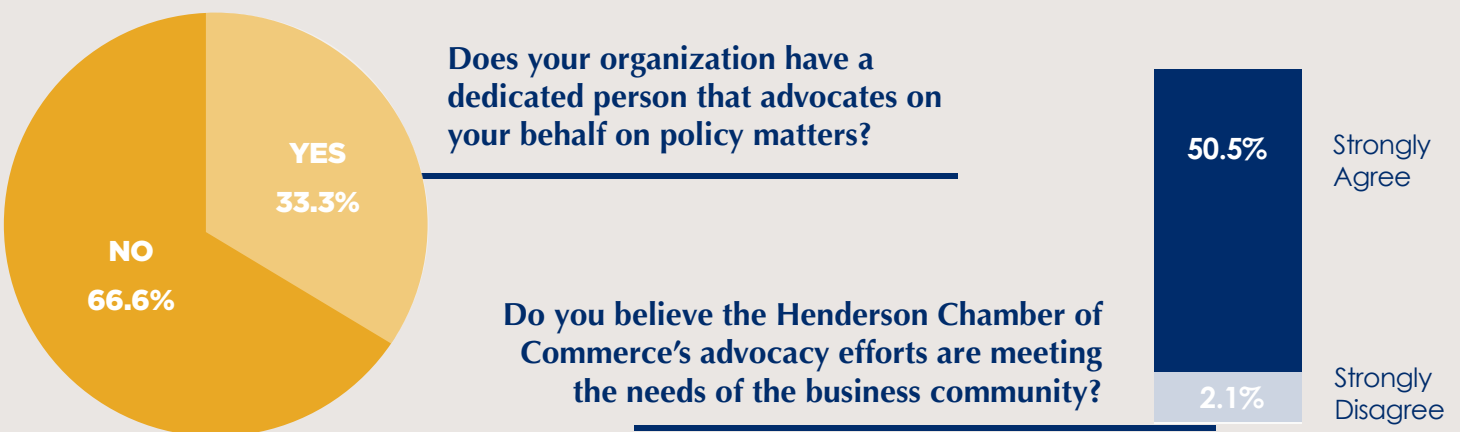 Does your organization have a
dedicated person that advocates on
your behalf on policy matters?
YES
33.3%
NO
66.6%
Do you believe the Henderson Chamber of
Commerce’s advocacy efforts are meeting
the needs of the business community?
50.5%
Strongly
Agree
2.1%
Strongly
Disagree